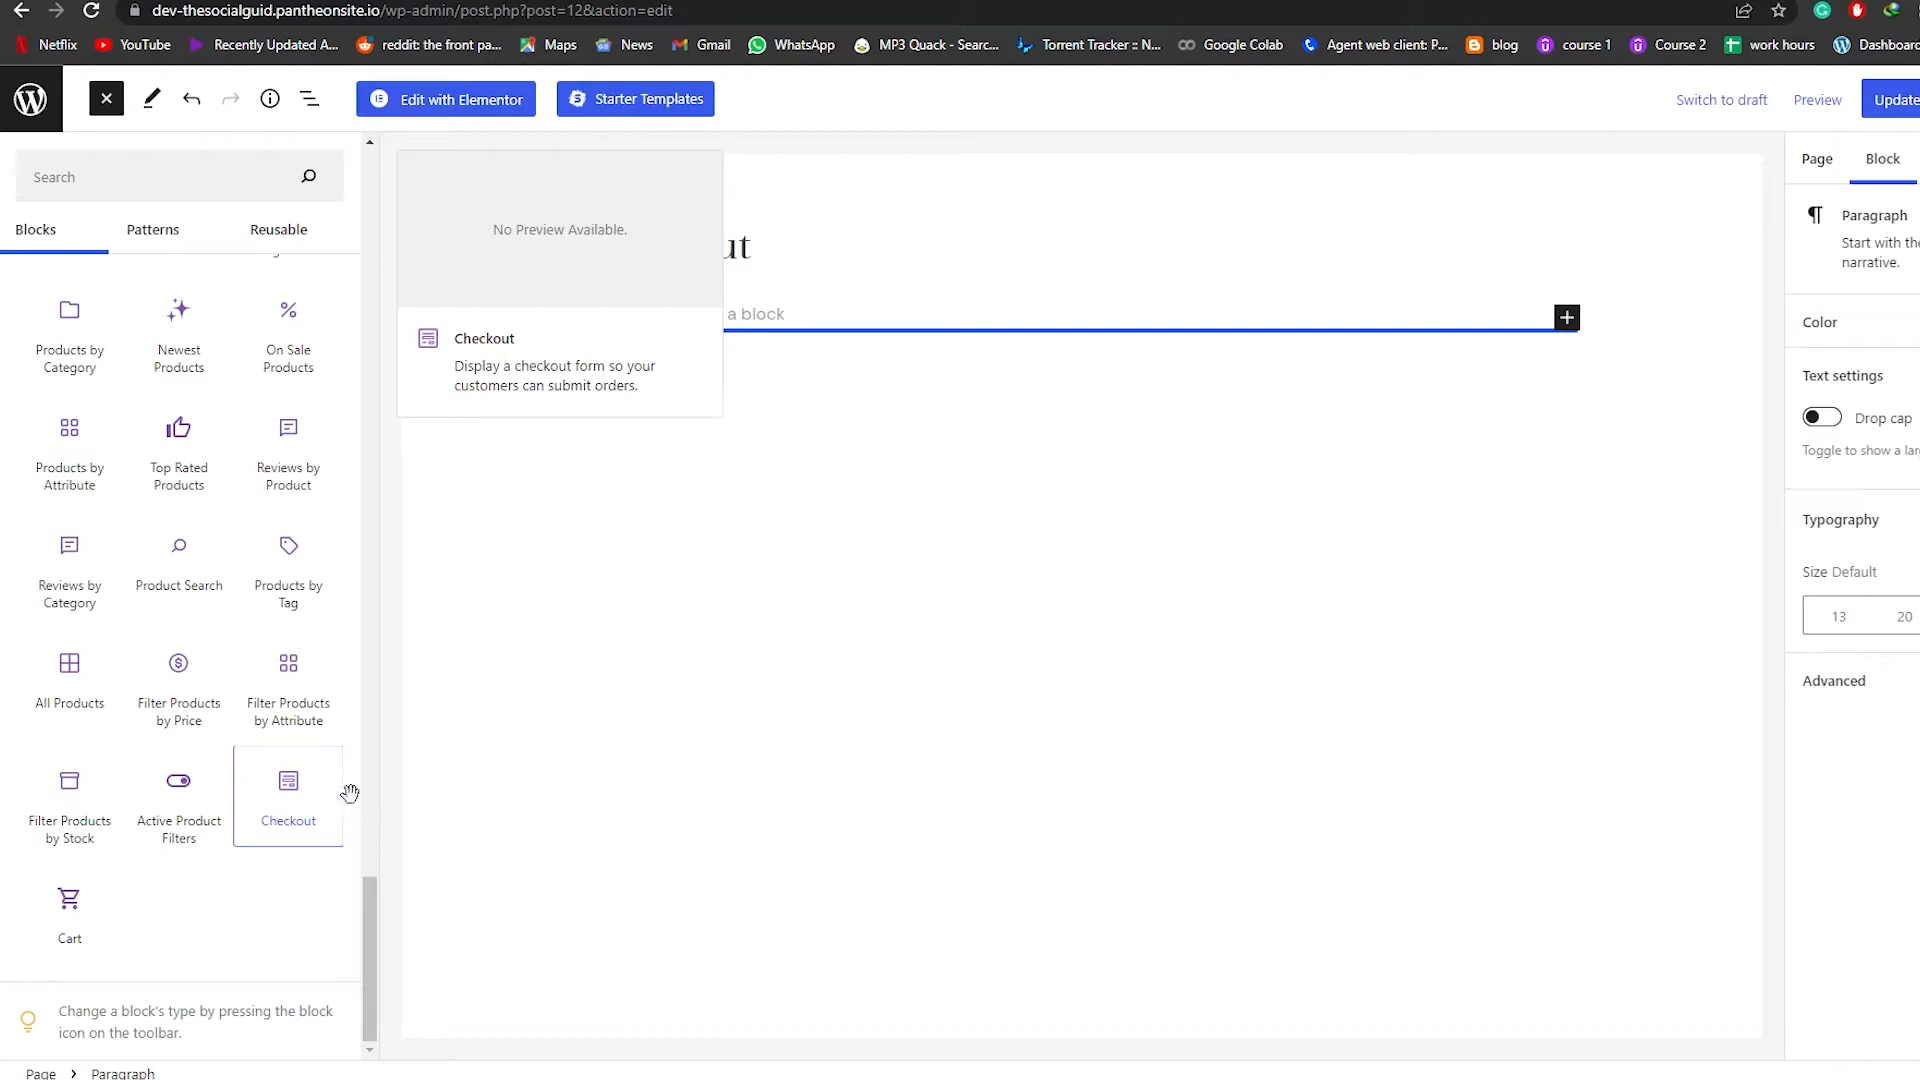 dev-thesocialguid.pantheonsite.io/wp-admin/post.php?post=12&action=edit
Netflix YouTube Recently Updated A... reddit: the front pa... Maps News Gmail WhatsApp MP3 Quack - Searc... Torrent Tracker :: N... Google Colab Agent web client: P... blog course 1 Course 2 work hours Dashboard
Edit with Elementor Starter Templates Switch to draft Preview Update
Search
Blocks Patterns Reusable
Products by Category
Newest Products
On Sale Products
Products by Attribute
Top Rated Products
Reviews by Product
Reviews by Category
Product Search
Products by Tag
All Products
Filter Products by Price
Filter Products by Attribute
Filter Products by Stock
Active Product Filters
Checkout
Cart
Change a block's type by pressing the block
icon on the toolbar.
Page Paragraph
No Preview Available.
Checkout
Display a checkout form so your
customers can submit orders.
ut
a block
Page Block
Paragraph
Start with the
narrative.
Color
Text settings
Drop cap
Toggle to show a lar
Typography
Size Default
13 20
Advanced